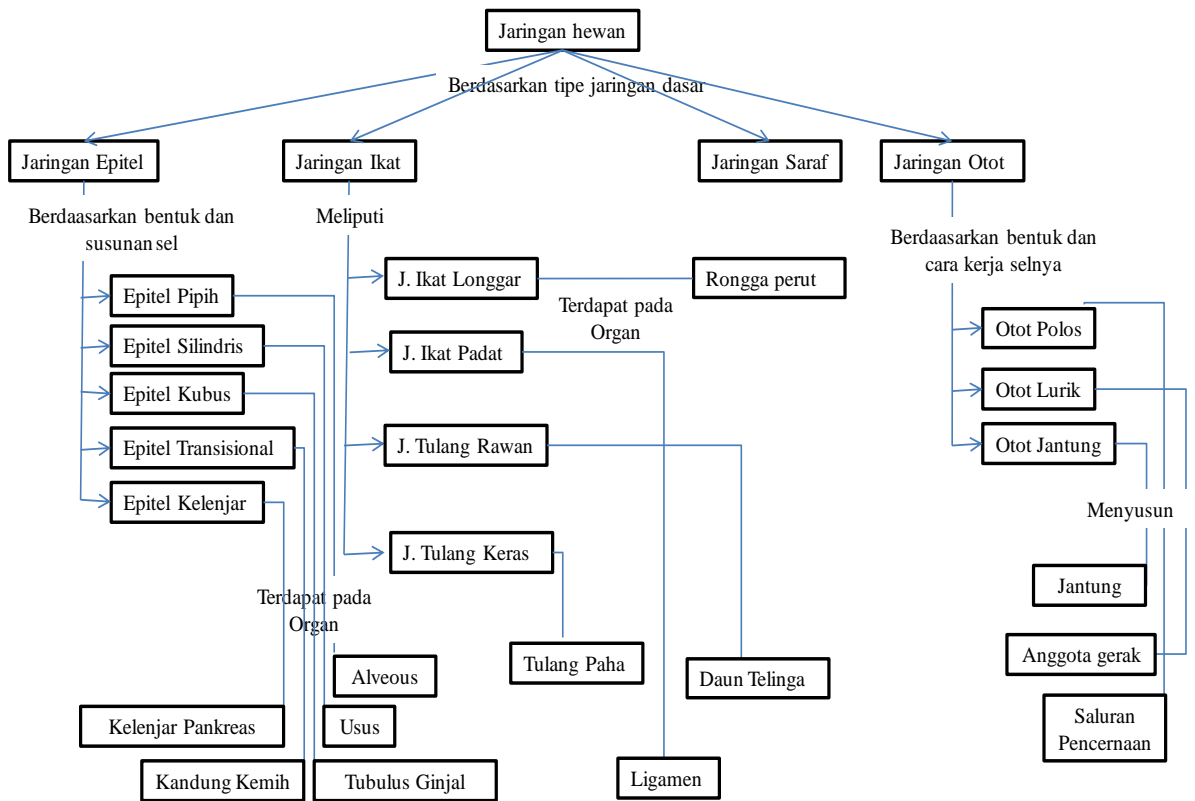 Jaringan hewan
Berdasarkan tipe jaringan dasar
Jaringan Epitel
Jaringan Ikat
Jaringan Saraf
Jaringan Otot
Berdaasarkan bentuk dan
susunan sel
Epitel Pipih
Epitel Silindris
Epitel Kubus
Epitel Transisional
Epitel Kelenjar
Terdapat pada
Organ
Alveous
Usus
Kelenjar Pankreas
Kandung Kemih
Tubulus Ginjal
Meliputi
J. Ikat Longgar
J. Ikat Padat
J. Tulang Rawan
J. Tulang Keras
Terdapat pada
Organ
Rongga perut
Tulang Paha
Daun Telinga
Ligamen
Berdaasarkan bentuk dan
cara kerja selnya
Otot Polos
Otot Lurik
Otot Jantung
Menyusun
Jantung
Anggota gerak
Saluran
Pencernaan